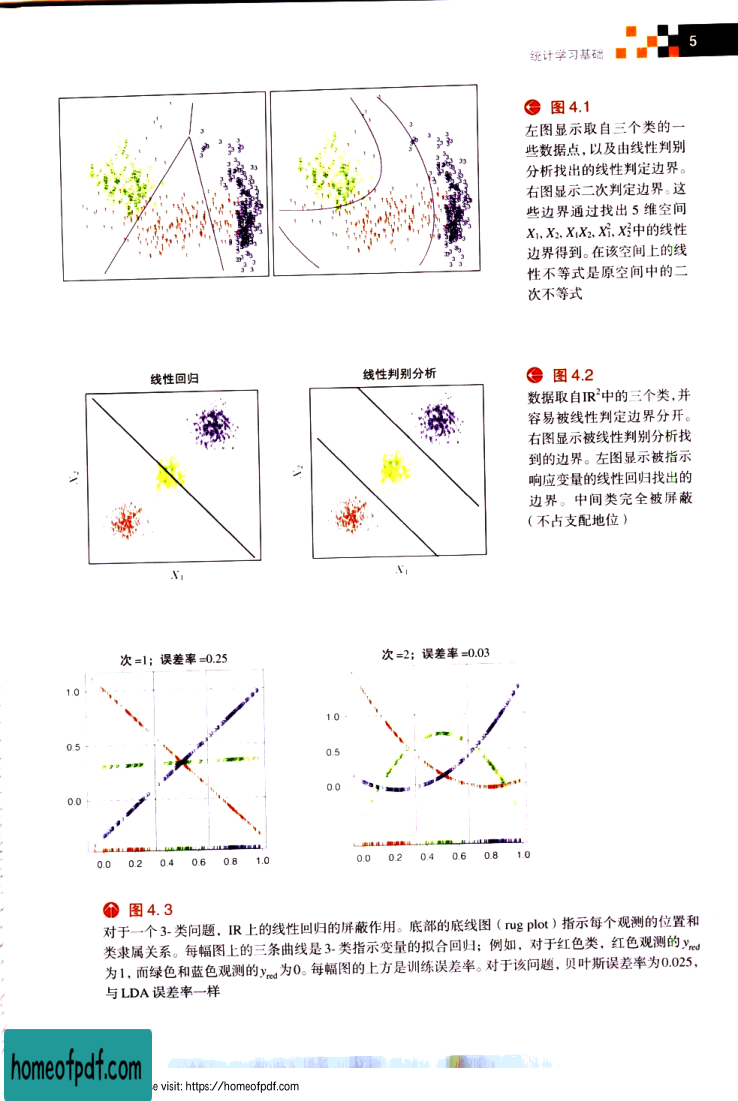 统计学习基础 5
图 4.1
左图显示取自三个类的一
些数据点,以及由线性判别
分析找出的线性判定边界。
右图显示二次判定边界。这
些边界通过找出 5 维空间
X₁, X₂, X₁X₂, X₁², X₂²中的线性
边界得到。在该空间上的线
性不等式是原空间中的二
次不等式
线性回归
线性判别分析
X₂
X₁
X₂
X₁
图 4.2
数据取自IR²中的三个类,并
容易被线性判定边界分开。
右图显示被线性判别分析找
到的边界。左图显示被指示
响应变量的线性回归找出的
边界。中间类完全被屏蔽
(不占支配地位)
次 =1; 误差率 =0.25
1.0
0.5
0.0
0.0 0.2 0.4 0.6 0.8 1.0
次 =2; 误差率 =0.03
1.0
0.5
0.0
0.0 0.2 0.4 0.6 0.8 1.0
图 4. 3
对于一个 3- 类问题, IR 上的线性回归的屏蔽作用。底部的底线图(rug plot)指示每个观测的位置和
类隶属关系。每幅图上的三条曲线是 3- 类指示变量的拟合回归; 例如, 对于红色类, 红色观测的 yred
为1, 而绿色和蓝色观测的yred 为0。每幅图的上方是训练误差率。对于该问题, 贝叶斯误差率为0.025,
与 LDA 误差率一样
homeofpdf.com
e visit: https://homeofpdf.com